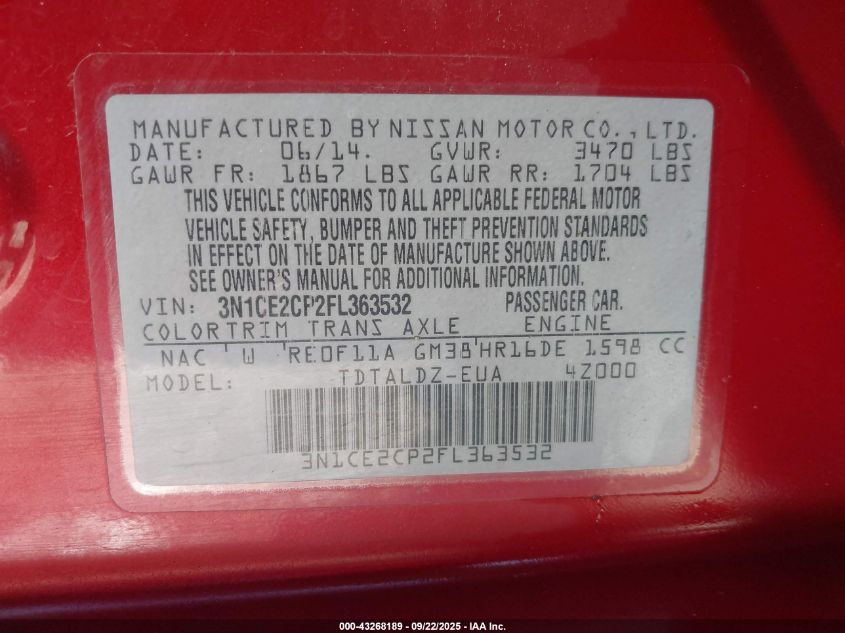 MANUFACTURED BY NISSAN MOTOR CO., LTD.
DATE: 06/14. GVWR: 3470 LBS
GAWR FR: 1867 LBS GAWR RR: 1704 LBS
THIS VEHICLE CONFORMS TO ALL APPLICABLE FEDERAL MOTOR
VEHICLE SAFETY, BUMPER AND THEFT PREVENTION STANDARDS
IN EFFECT ON THE DATE OF MANUFACTURE SHOWN ABOVE.
SEE OWNER'S MANUAL FOR ADDITIONAL INFORMATION.
VIN: 3N1CE2CP2FL363532 PASSENGER CAR.
COLOR TRIM TRANS AXLE ENGINE
NAC W RE0F11A GM38 HR16DE 1598 CC
MODEL: TDTALDZ-EUA 4Z000
3N1CE2CP2FL363532
000-43268189 - 09/22/2025 - IAA Inc.